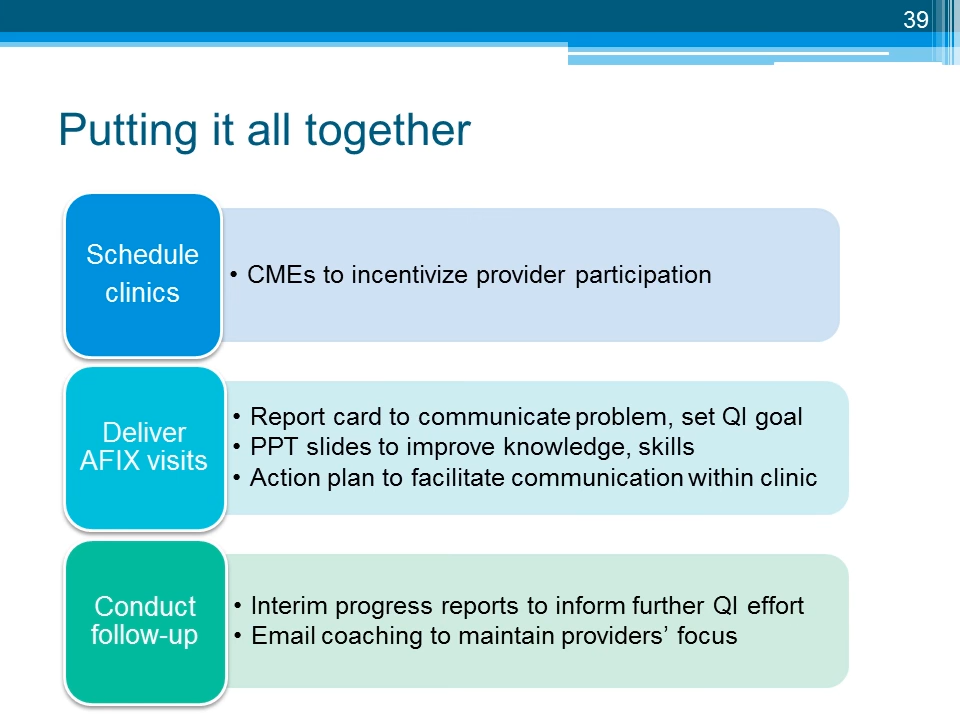 39
Putting it all together
Schedule
clinics
• CMEs to incentivize provider participation
Deliver
AFIX visits
• Report card to communicate problem, set QI goal
• PPT slides to improve knowledge, skills
• Action plan to facilitate communication within clinic
Conduct
follow-up
• Interim progress reports to inform further QI effort
• Email coaching to maintain providers’ focus